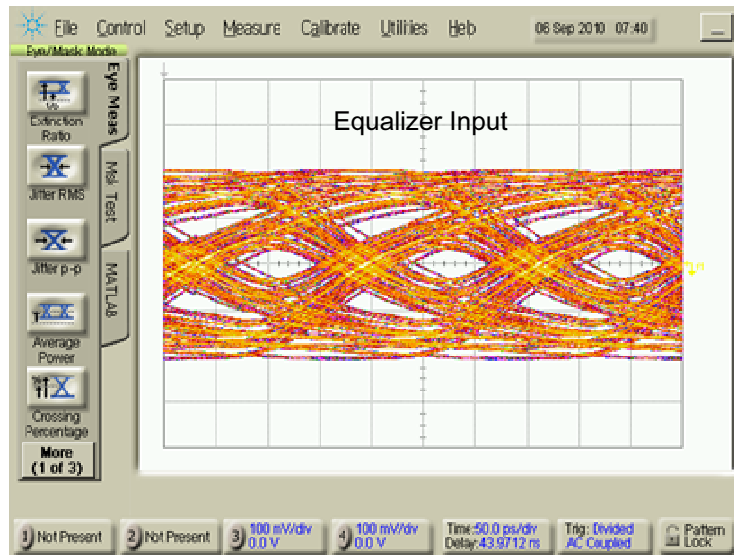 File Control Setup Measure Calibrate Utilities Help 06 Sep 2010 07:40
Eye/Mask Mode
Extinction
Ratio
Jitter RMS
Jitter p-p
Average
Power
Crossing
Percentage
More
(1 of 3)
Eye Meas
Msk Test
MATLAB
Equalizer Input
1) Not Present
2) Not Present
3) 100 mV/div
0.0 V
4) 100 mV/div
0.0 V
Time:50.0 ps/div
Delay:43.9712 ns
Trig: Divided
AC Coupled
Pattern
Lock